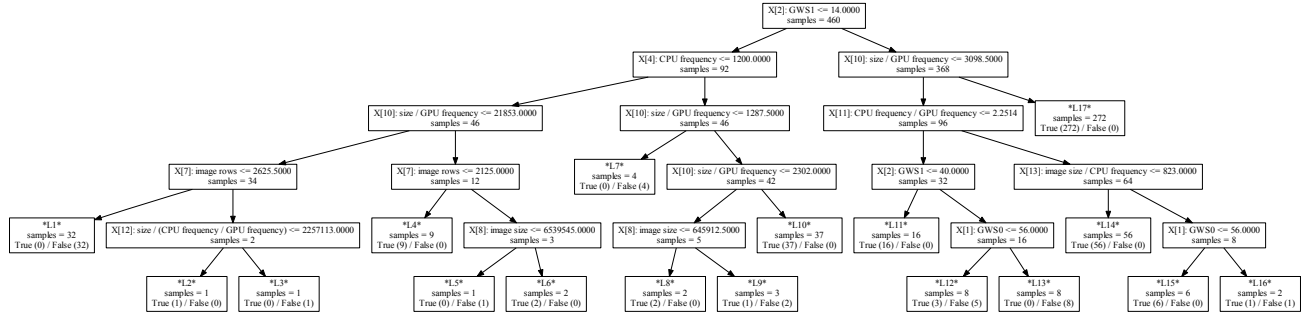 X[2]: GWS1 <= 14.0000
samples = 460
X[4]: CPU frequency <= 1200.0000
samples = 92
X[10]: size / GPU frequency <= 3098.5000
samples = 368
X[10]: size / GPU frequency <= 21853.0000
samples = 46
X[10]: size / GPU frequency <= 1287.5000
samples = 46
X[11]: CPU frequency / GPU frequency <= 2.2514
samples = 96
*L17*
samples = 272
True (272) / False (0)
X[7]: image rows <= 2625.5000
samples = 34
X[7]: image rows <= 2125.0000
samples = 12
*L7*
samples = 4
True (0) / False (4)
X[10]: size / GPU frequency <= 2302.0000
samples = 42
X[2]: GWS1 <= 40.0000
samples = 32
X[13]: image size / CPU frequency <= 823.0000
samples = 64
*L1*
samples = 32
True (0) / False (32)
X[12]: size / (CPU frequency / GPU frequency) <= 2257113.0000
samples = 2
*L4*
samples = 9
True (9) / False (0)
X[8]: image size <= 6539545.0000
samples = 3
X[8]: image size <= 645912.5000
samples = 5
*L10*
samples = 37
True (37) / False (0)
*L11*
samples = 16
True (16) / False (0)
X[1]: GWS0 <= 56.0000
samples = 16
*L14*
samples = 56
True (56) / False (0)
X[1]: GWS0 <= 56.0000
samples = 8
*L2*
samples = 1
True (1) / False (0)
*L3*
samples = 1
True (0) / False (1)
*L5*
samples = 1
True (0) / False (1)
*L6*
samples = 2
True (2) / False (0)
*L8*
samples = 2
True (2) / False (0)
*L9*
samples = 3
True (1) / False (2)
*L12*
samples = 8
True (3) / False (5)
*L13*
samples = 8
True (0) / False (8)
*L15*
samples = 6
True (6) / False (0)
*L16*
samples = 2
True (1) / False (1)